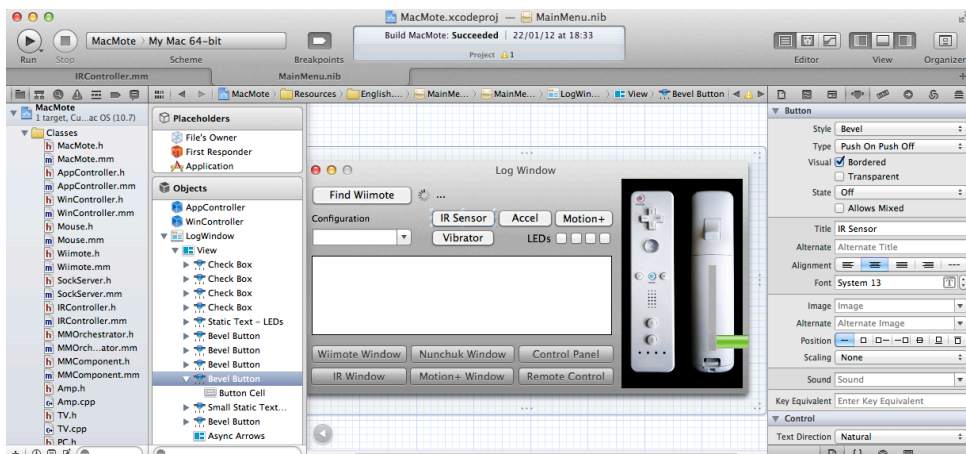 MacMote.xcodeproj — MainMenu.nib
MacMote
My Mac 64-bit
Build MacMote: Succeeded | 22/01/12 at 18:33
Project 1
Run
Stop
Scheme
Breakpoints
Editor
View
Organizer
IRController.mm
MainMenu.nib
MacMote
Resources
English....
MainMe...
MainMe...
LogWin...
View
Bevel Button
MacMote
1 target, Cu...ac OS (10.7)
Classes
h MacMote.h
m MacMote.mm
h AppController.h
m AppController.mm
h WinController.h
m WinController.mm
h Mouse.h
m Mouse.mm
h Wiimote.h
m Wiimote.mm
h SockServer.h
m SockServer.mm
h IRController.h
m IRController.mm
h MMOrchestrator.h
m MMOrch...ator.mm
h MMComponent.h
m MMComponent.mm
h Amp.h
c+ Amp.cpp
h TV.h
c+ TV.cpp
h PC.h
Placeholders
File's Owner
First Responder
Application
Objects
AppController
WinController
LogWindow
View
Check Box
Check Box
Check Box
Check Box
Static Text – LEDs
Bevel Button
Bevel Button
Bevel Button
Bevel Button
Button Cell
Small Static Text...
Bevel Button
Async Arrows
Log Window
Find Wiimote
...
Configuration
IR Sensor
Accel
Motion+
Vibrator
LEDs
Wiimote Window
Nunchuk Window
Control Panel
IR Window
Motion+ Window
Remote Control
Button
Style Bevel
Type Push On Push Off
Visual Bordered
Transparent
State Off
Allows Mixed
Title IR Sensor
Alternate Alternate Title
Alignment
Font System 13
Image Image
Alternate Alternate Image
Position
Scaling None
Sound Sound
Key Equivalent Enter Key Equivalent
Control
Text Direction Natural